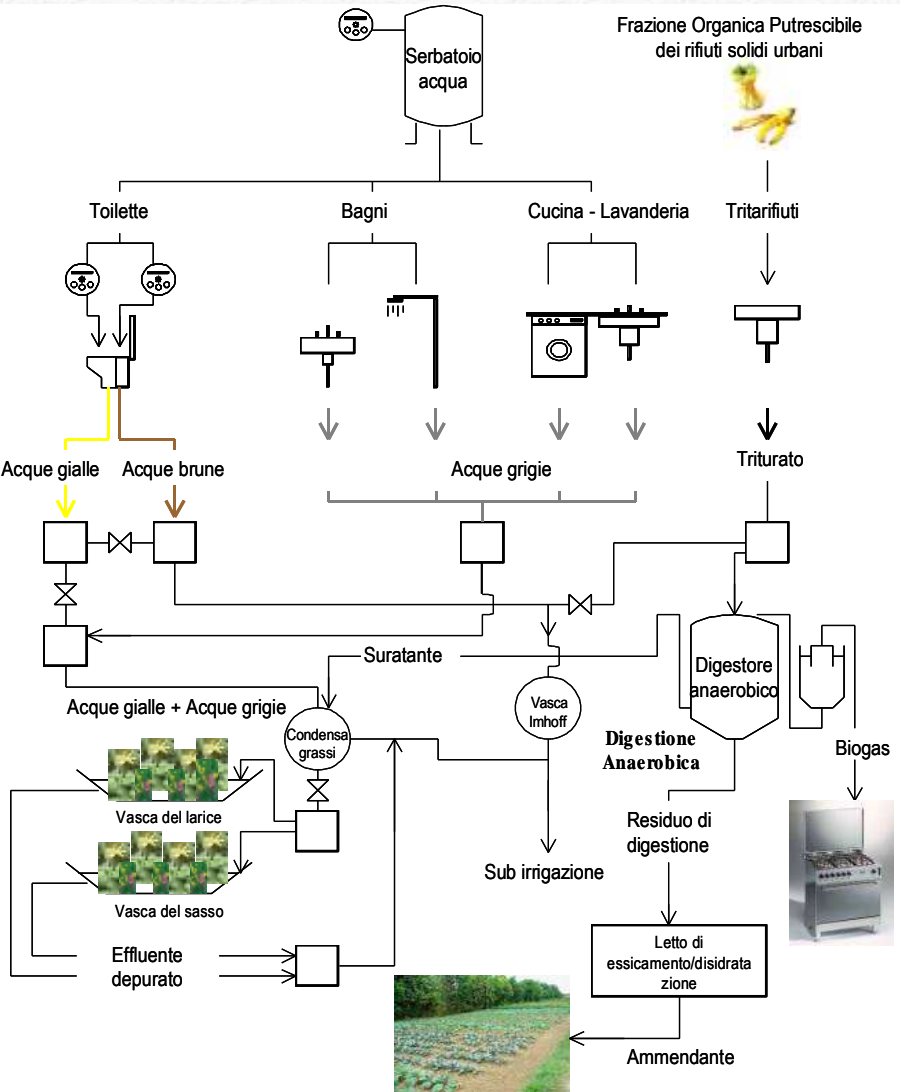 Frazione Organica Putrescibile
dei rifiuti solidi urbani
Serbatoio
acqua
Toilette
Bagni
Cucina - Lavanderia
Tritarifiuti
Acque gialle
Acque brune
Acque grigie
Triturato
Suratante
Digestore
anaerobico
Acque gialle + Acque grigie
Vasca
Imhoff
Condensa
grassi
Digestione
Anaerobica
Biogas
Vasca del larice
Residuo di
digestione
Sub irrigazione
Vasca del sasso
Effluente
depurato
Letto di
essicamento/disidrata
zione
Ammendante